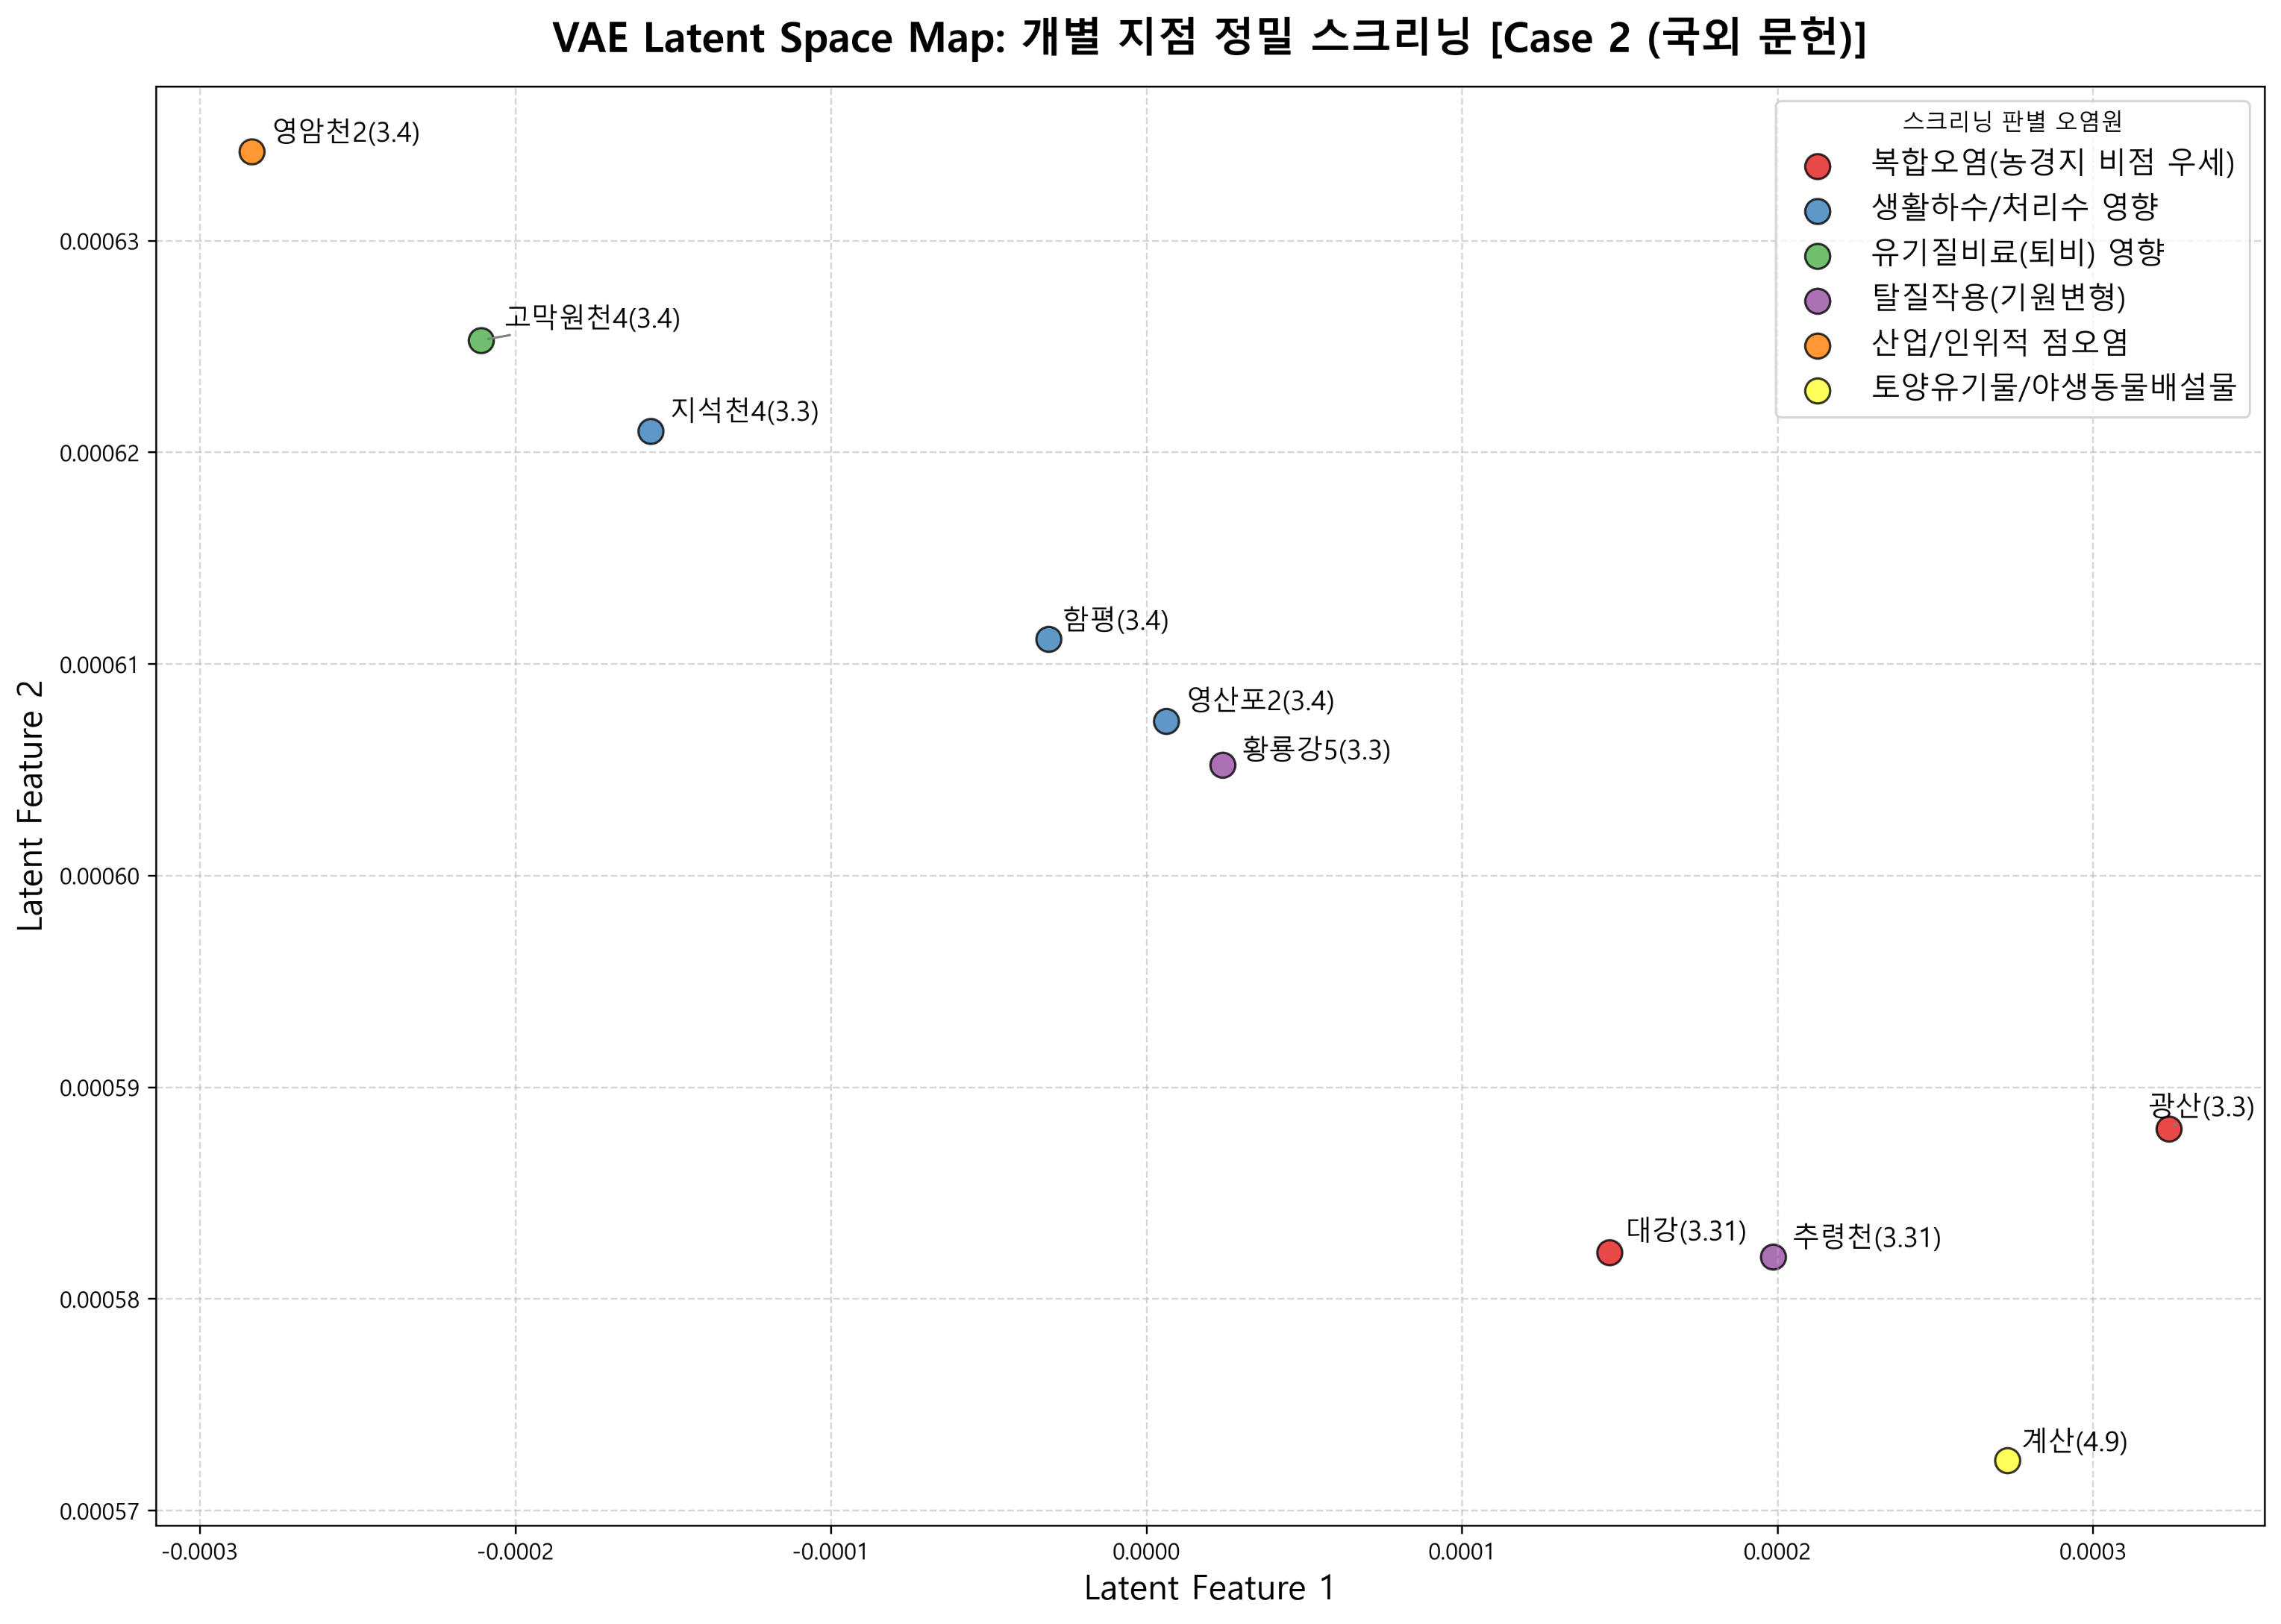 VAE Latent Space Map: 개별 지점 정밀 스크리닝 [Case 2 (국외 문헌)]
스크리닝 판별 오염원
복합오염(농경지 비점 우세)
생활하수/처리수 영향
유기질비료(퇴비) 영향
탈질작용(기원변형)
산업/인위적 점오염
토양유기물/야생동물배설물
영암천2(3.4)
고막원천4(3.4)
지석천4(3.3)
함평(3.4)
영산포2(3.4)
황룡강5(3.3)
광산(3.3)
대강(3.31)
추령천(3.31)
계산(4.9)
Latent Feature 2
0.00063
0.00062
0.00061
0.00060
0.00059
0.00058
0.00057
-0.0003
-0.0002
-0.0001
0.0000
0.0001
0.0002
0.0003
Latent Feature 1